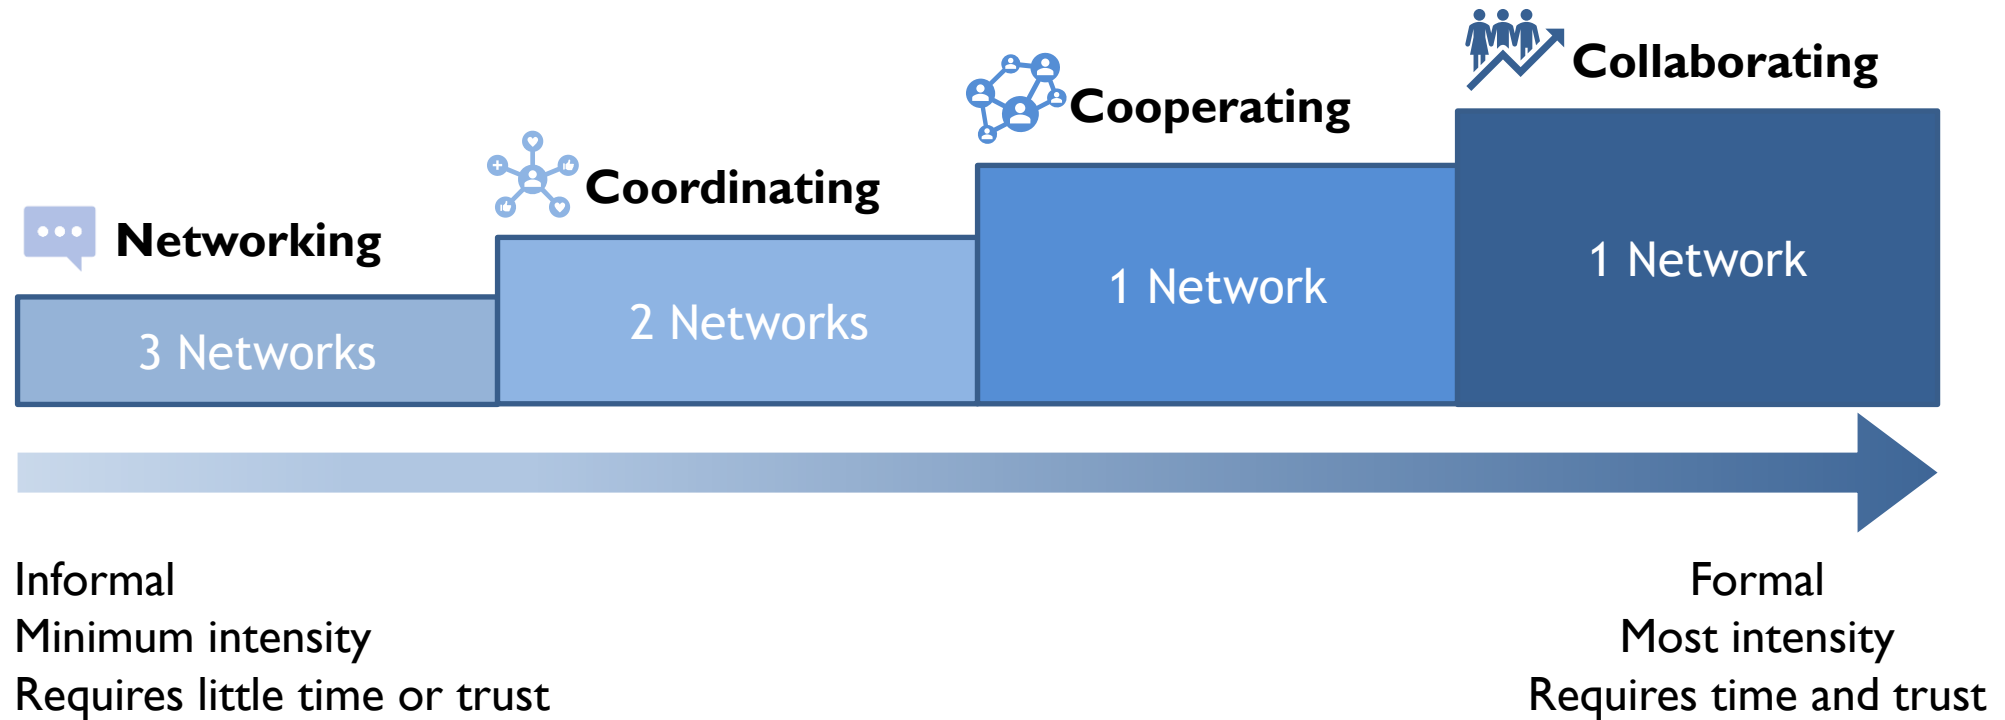 Networking
Coordinating
Cooperating
Collaborating
3 Networks
2 Networks
1 Network
1 Network
Informal
Minimum intensity
Requires little time or trust
Formal
Most intensity
Requires time and trust